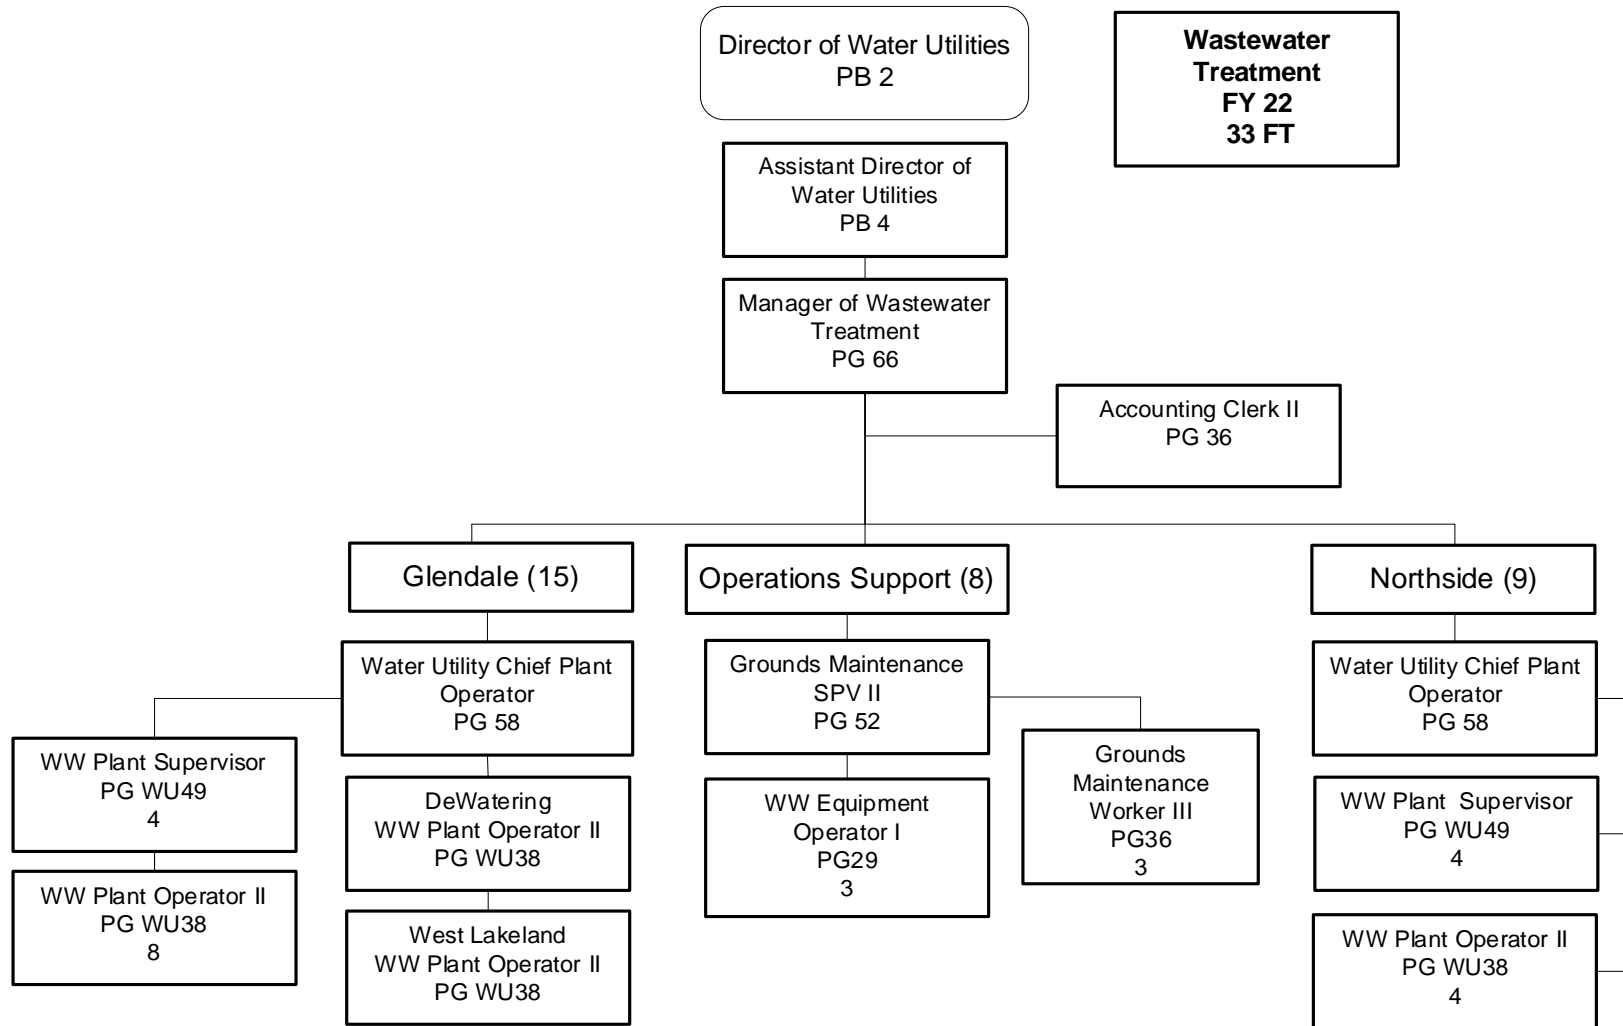 Director of Water Utilities
PB 2
Wastewater
Treatment
FY 22
33 FT
Assistant Director of
Water Utilities
PB 4
Manager of Wastewater
Treatment
PG 66
Accounting Clerk II
PG 36
Glendale (15)
Operations Support (8)
Northside (9)
Water Utility Chief Plant
Operator
PG 58
WW Plant Supervisor
PG WU49
4
WW Plant Operator II
PG WU38
8
DeWatering
WW Plant Operator II
PG WU38
West Lakeland
WW Plant Operator II
PG WU38
Grounds Maintenance
SPV II
PG 52
WW Equipment
Operator I
PG29
3
Grounds
Maintenance
Worker III
PG36
3
Water Utility Chief Plant
Operator
PG 58
WW Plant  Supervisor
PG WU49
4
WW Plant Operator II
PG WU38
4